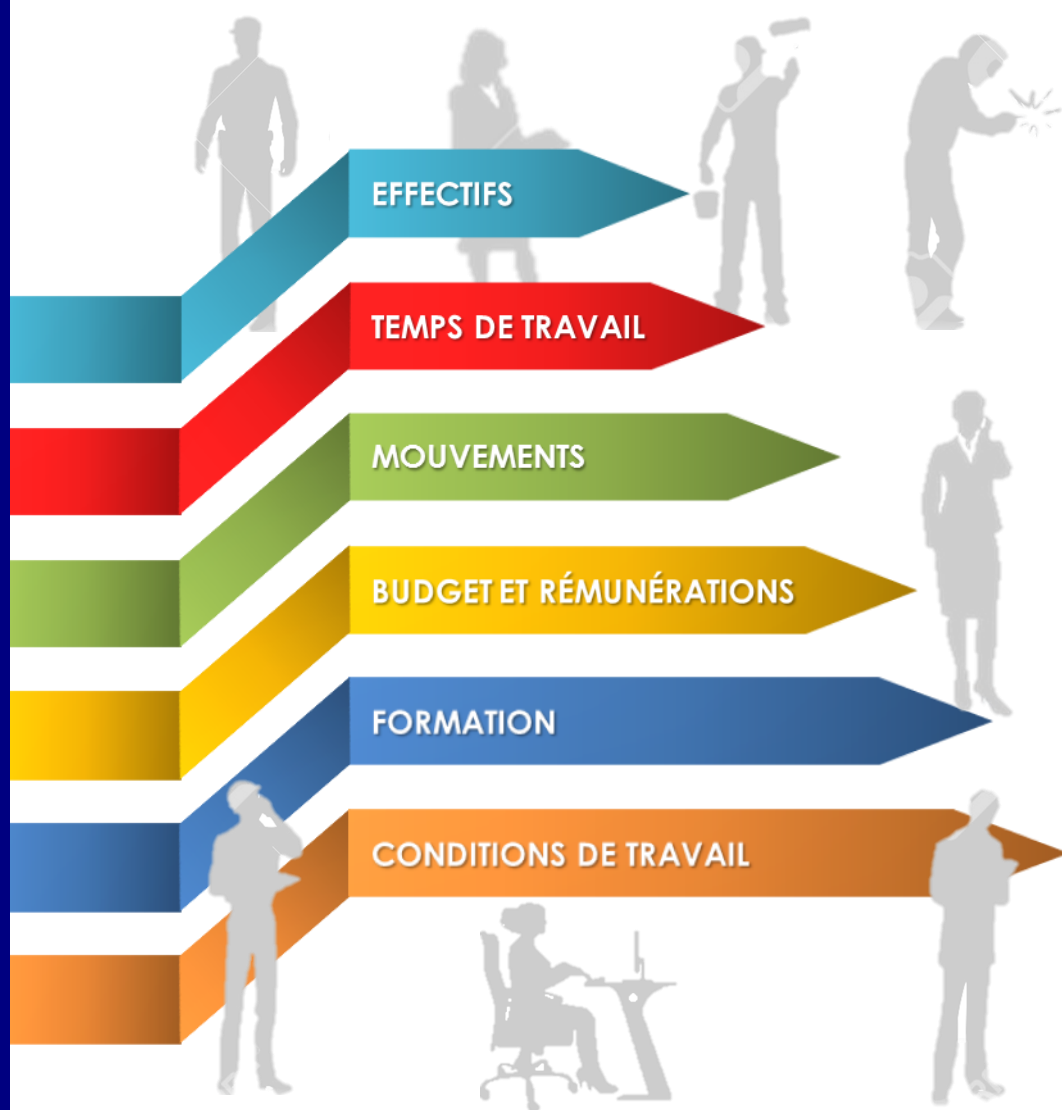 EFFECTIFS
TEMPS DE TRAVAIL
MOUVEMENTS
BUDGET ET RÉMUNÉRATIONS
FORMATION
CONDITIONS DE TRAVAIL